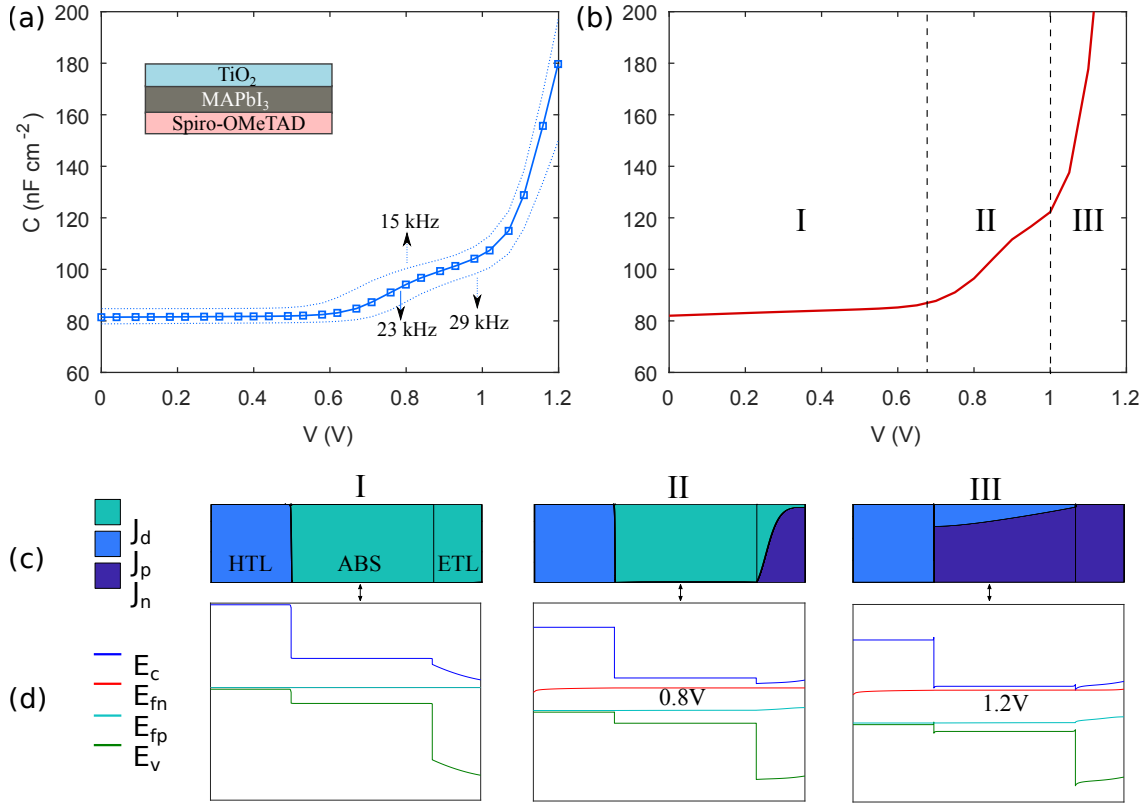 (a)
C (nF cm⁻²)
200
180
160
140
120
100
80
60
TiO₂
MAPbI₃
Spiro-OMeTAD
15 kHz
23 kHz
29 kHz
0 0.2 0.4 0.6 0.8 1 1.2
V (V)
(b)
200
180
160
140
120
100
80
60
I II III
0 0.2 0.4 0.6 0.8 1 1.2
V (V)
I II III
(c)
J_d
J_p
J_n
HTL ABS ETL
(d)
E_c
E_fn
E_fp
E_v
0.8V
1.2V